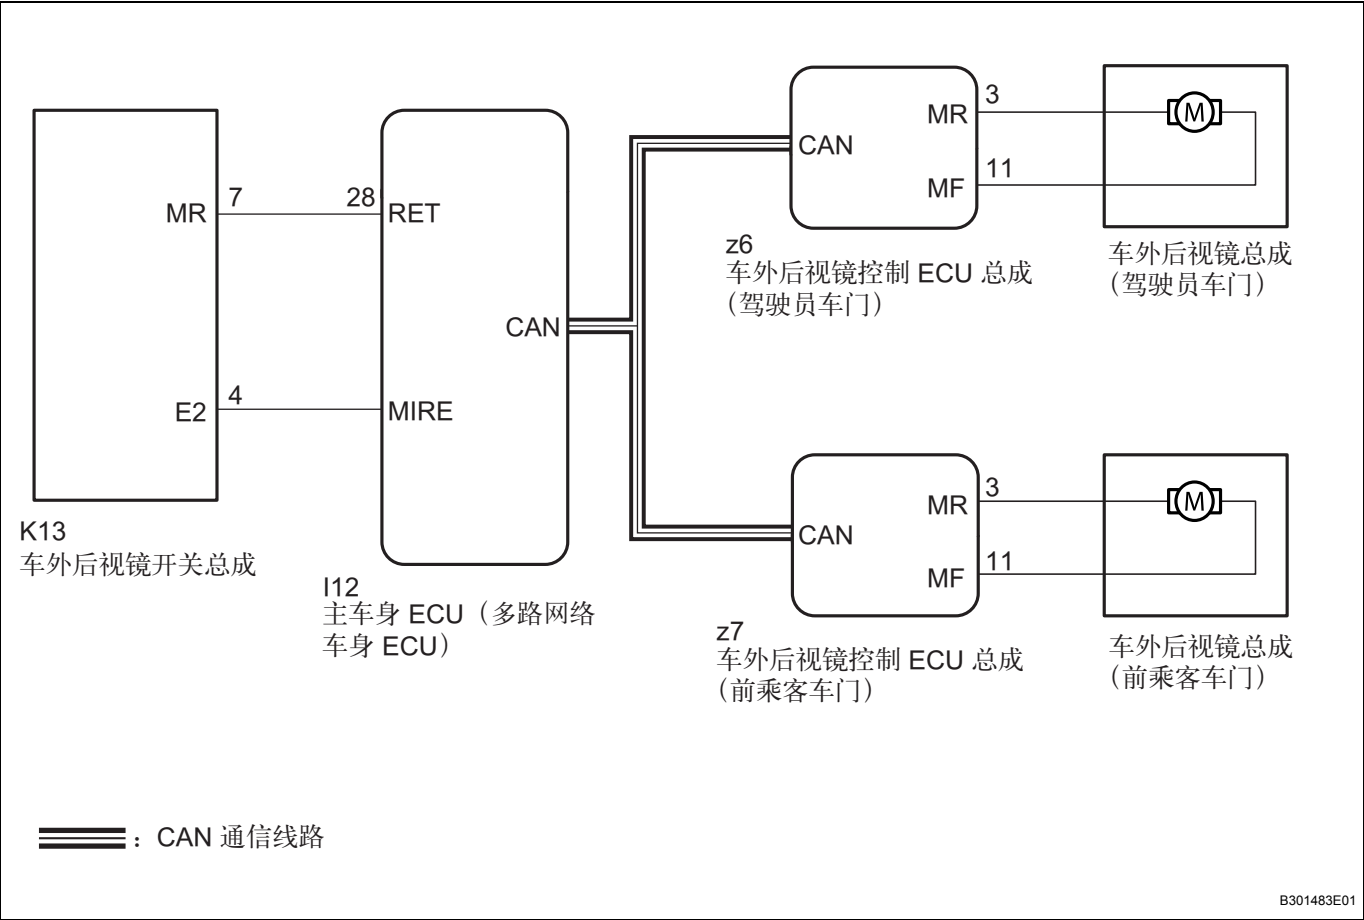 MR
7
28
RET
E2
4
MIRE
CAN
K13
车外后视镜开关总成
I12
主车身 ECU（多路网络
车身 ECU）
CAN
MR
3
MF
11
z6
车外后视镜控制 ECU 总成
（驾驶员车门）
车外后视镜总成
（驾驶员车门）
M
CAN
MR
3
MF
11
z7
车外后视镜控制 ECU 总成
（前乘客车门）
车外后视镜总成
（前乘客车门）
M
：CAN 通信线路
B301483E01